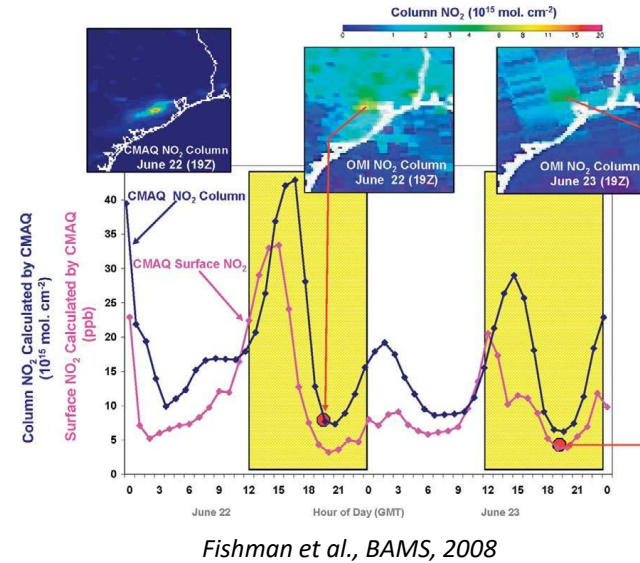 Column NO₂ (10¹⁵ mol. cm⁻²)
0 1 2 3 4 5 6 8 11 15 20
CMAQ NO₂ Column
June 22 (19Z)
OMI NO₂ Column
June 22 (19Z)
OMI NO₂ Column
June 23 (19Z)
Column NO₂ Calculated by CMAQ
(10¹⁵ mol. cm⁻²)
Surface NO₂ Calculated by CMAQ
(ppb)
40
35
30
25
20
15
10
5
0
CMAQ NO₂ Column
CMAQ Surface NO₂
0 3 6 9 12 15 18 21 0 3 6 9 12 15 18 21 0
June 22 Hour of Day (GMT) June 23
Fishman et al., BAMS, 2008